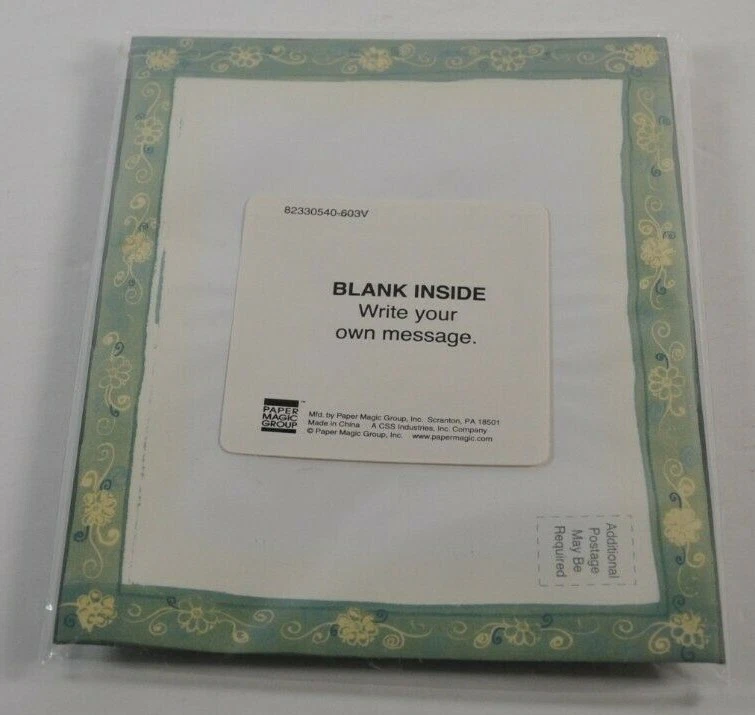 82330540-603V
BLANK INSIDE
Write your
own message.
PAPER
MAGIC
GROUP
Mfd. by Paper Magic Group, Inc. Scranton, PA 18501
Made in China A CSS Industries, Inc. Company
© Paper Magic Group, Inc. www.papermagic.com
Additional
Postage
May Be
Required